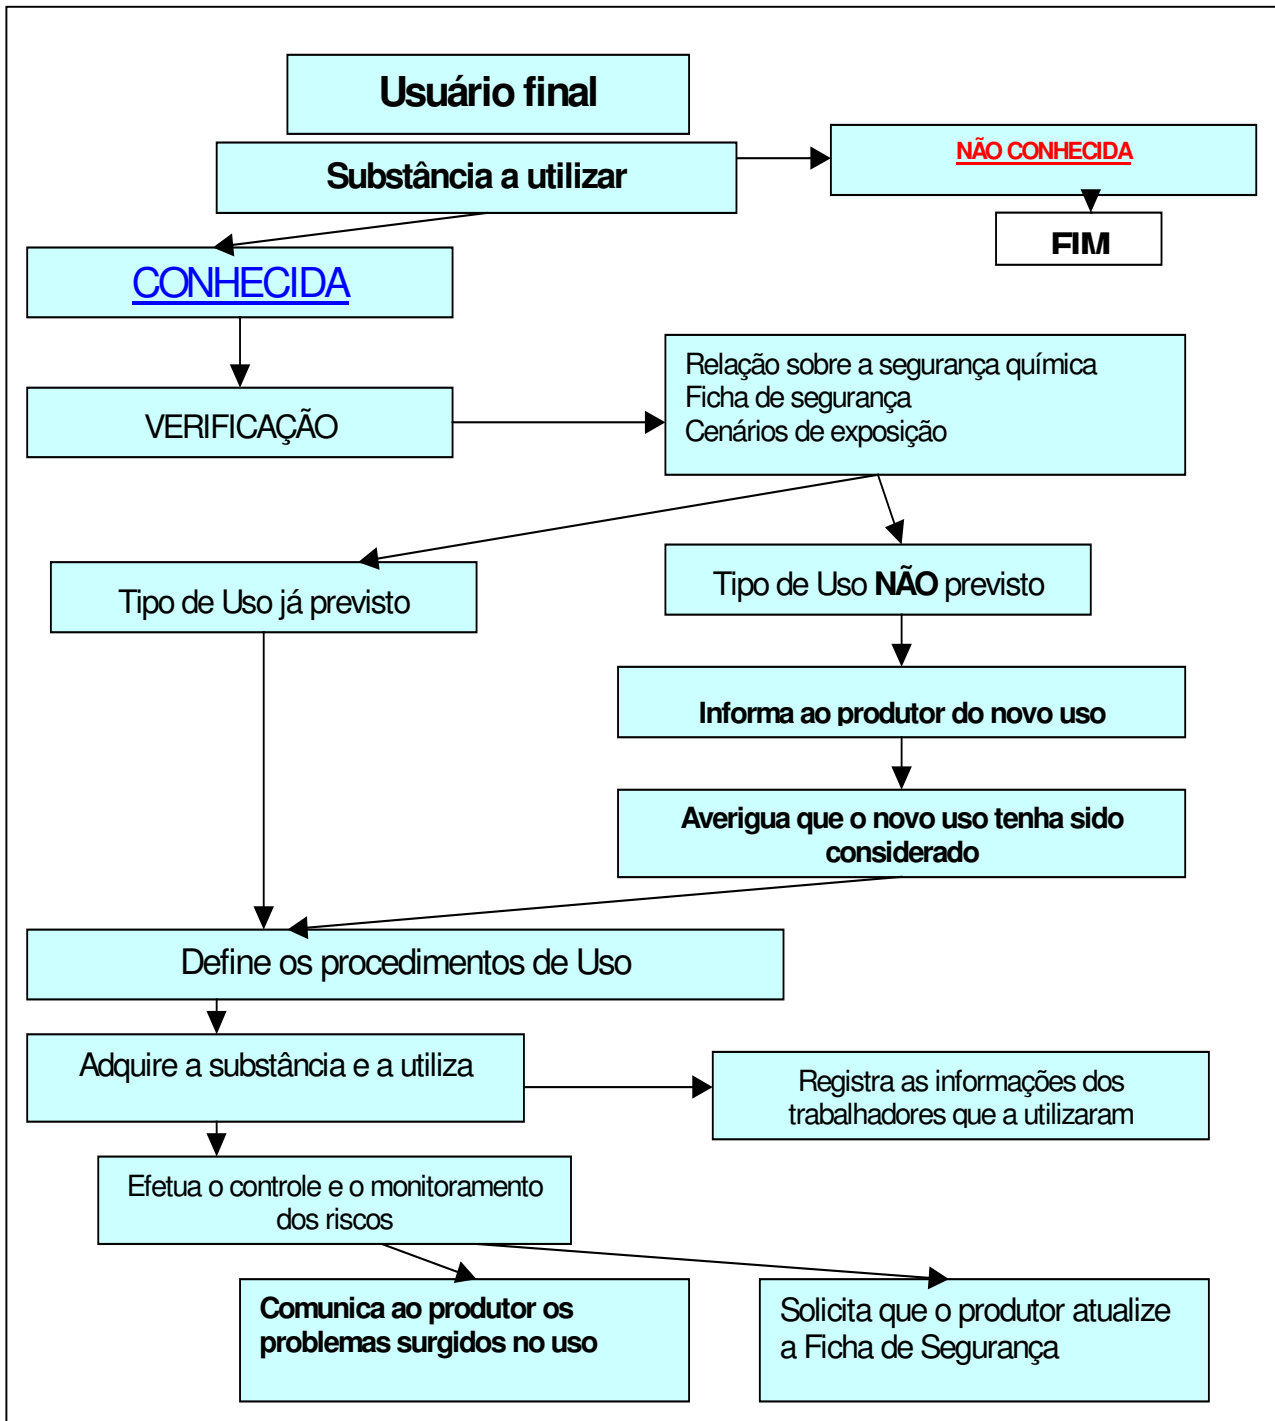 Usuário final
Substância a utilizar
NÃO CONHECIDA
FIM
CONHECIDA
VERIFICAÇÃO
Relação sobre a segurança química
Ficha de segurança
Cenários de exposição
Tipo de Uso já previsto
Tipo de Uso NÃO previsto
Informa ao produtor do novo uso
Averigua que o novo uso tenha sido
considerado
Define os procedimentos de Uso
Adquire a substância e a utiliza
Registra as informações dos
trabalhadores que a utilizaram
Efetua o controle e o monitoramento
dos riscos
Comunica ao produtor os
problemas surgidos no uso
Solicita que o produtor atualize
a Ficha de Segurança